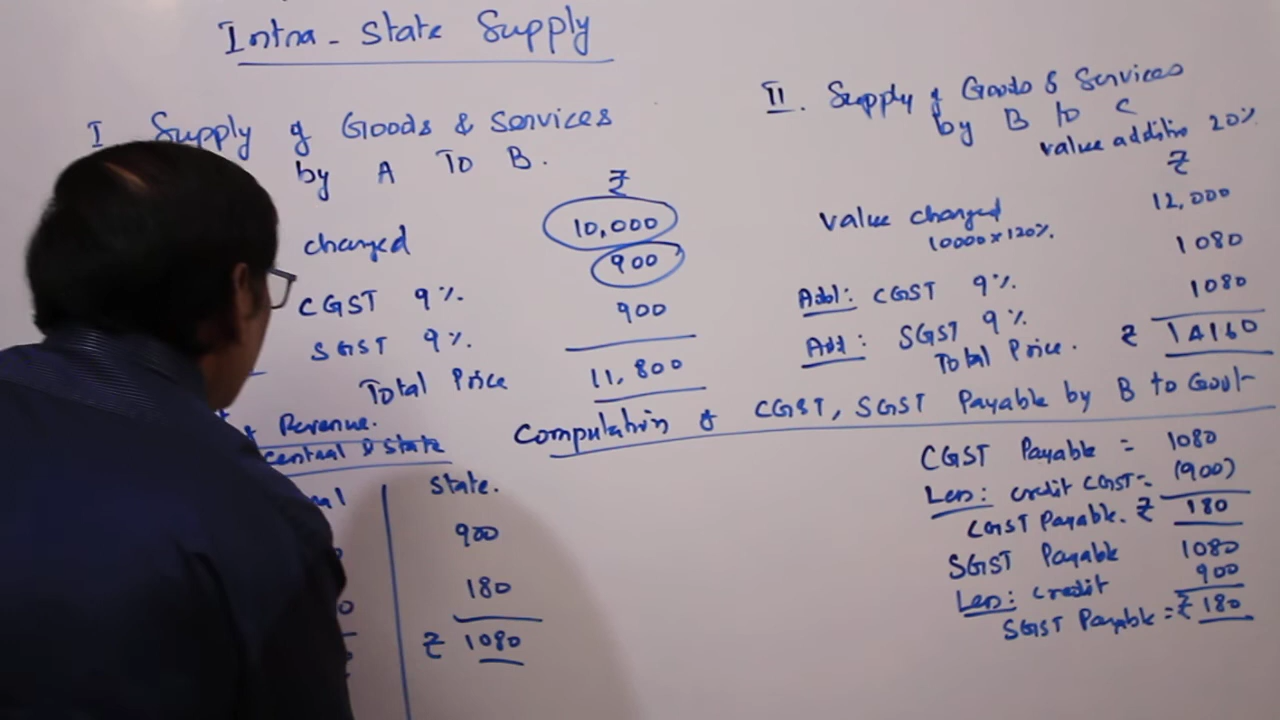 Intra - State Supply
I Supply of Goods & Services
by A To B.
₹
charged 10,000
900
CGST 9% 900
SGST 9%
Total Price 11,800
II. Supply of Goods & Services
by B to C
value addition 20%
₹
value charged 12,000
10000 x 120%
1080
Add: CGST 9% 1080
Add: SGST 9%
Total Price. ₹ 14160
Computation of CGST, SGST Payable by B to Govt
Revenue.
central & state
State.
900
180
₹ 1080
CGST Payable = 1080
Less: credit CGST = (900)
CGST Payable. ₹ 180
SGST Payable 1080
Less: credit 900
SGST Payable = ₹ 180